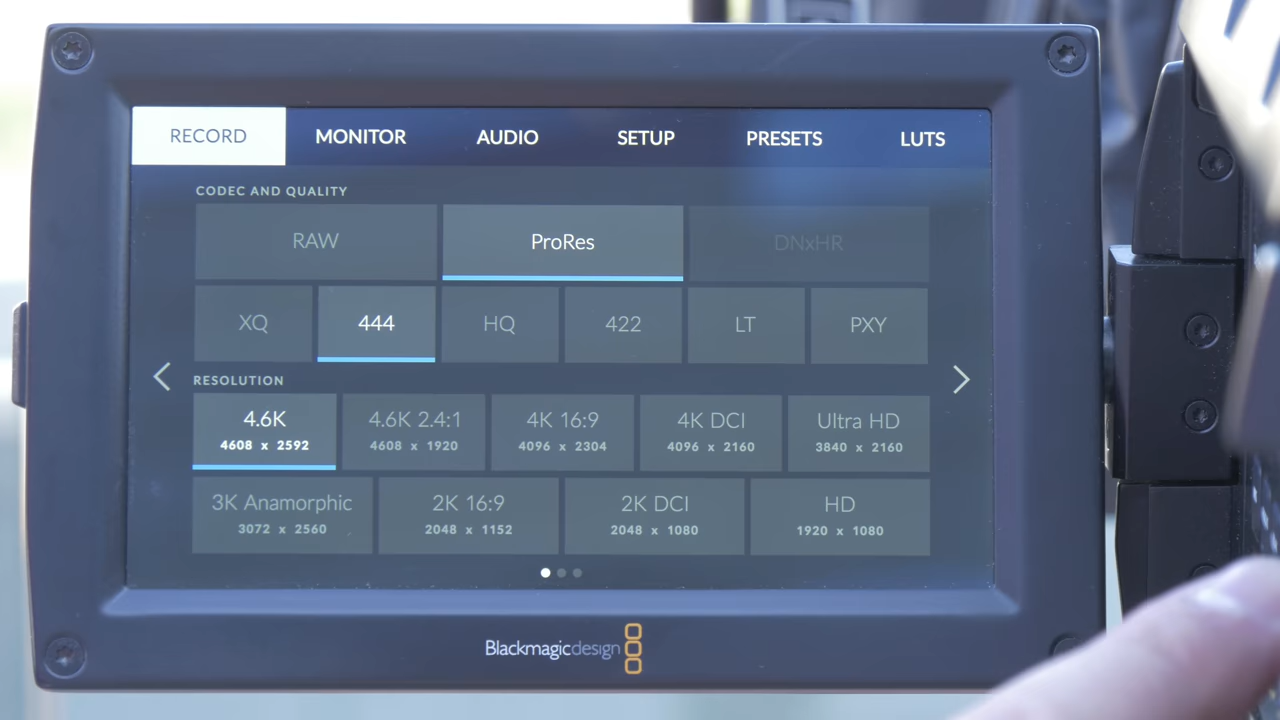 RECORD MONITOR AUDIO SETUP PRESETS LUTS
CODEC AND QUALITY
RAW ProRes DNxHR
XQ 444 HQ 422 LT PXY
RESOLUTION
4.6K 4.6K 2.4:1 4K 16:9 4K DCI Ultra HD
4608 x 2592 4608 x 1920 4096 x 2304 4096 x 2160 3840 x 2160
3K Anamorphic 2K 16:9 2K DCI HD
3072 x 2560 2048 x 1152 2048 x 1080 1920 x 1080
Blackmagicdesign